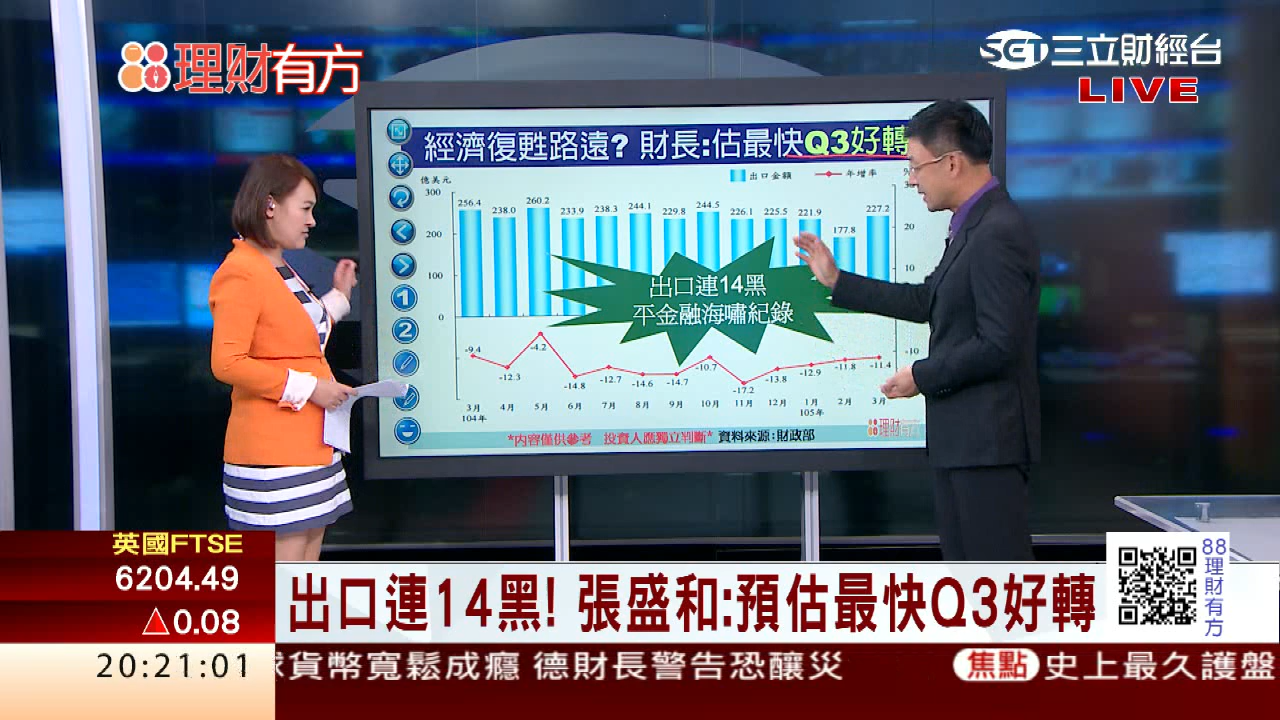 88理財有方
SET三立財經台
LIVE
經濟復甦路遠? 財長:估最快Q3好轉
億美元
出口金額
年增率
%
300
200
100
0
256.4 238.0 260.2 233.9 238.3 244.1 229.8 244.5 226.1 225.5 221.9 177.8 227.2
20
10
-10
出口連14黑
平金融海嘯紀錄
-9.4 -12.3 -4.2 -14.8 -12.7 -14.6 -14.7 -10.7 -17.2 -13.8 -12.9 -11.8 -11.4
3月 4月 5月 6月 7月 8月 9月 10月 11月 12月 1月 2月 3月
104年 105年
1
2
*內容僅供參考 投資人應獨立判斷* 資料來源:財政部
理財有方
英國FTSE
6204.49
△0.08
出口連14黑! 張盛和:預估最快Q3好轉
88理財有方
20:21:01
貨幣寬鬆成癮 德財長警告恐釀災
焦點 史上最久護盤